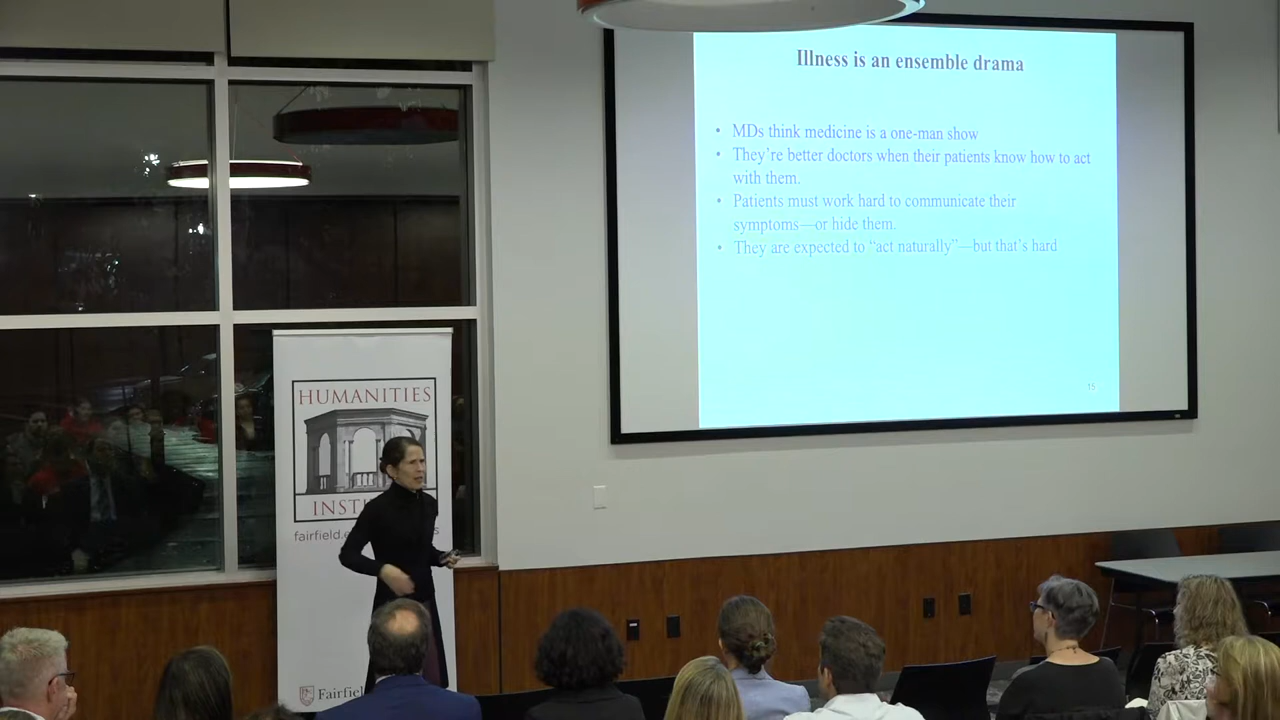 Illness is an ensemble drama
• MDs think medicine is a one-man show
• They're better doctors when their patients know how to act
with them.
• Patients must work hard to communicate their
symptoms—or hide them.
• They are expected to “act naturally”—but that's hard
15
HUMANITIES
INST
fairfield.e
s
Fairfiel